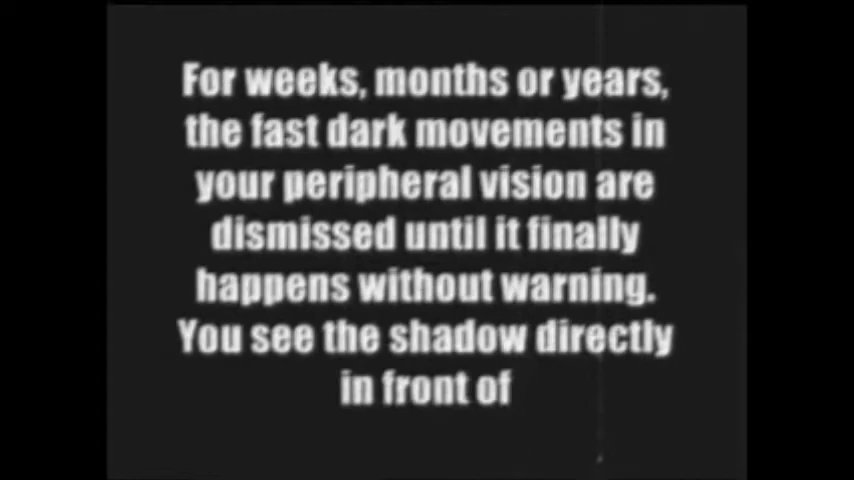 For weeks, months or years,
the fast dark movements in
your peripheral vision are
dismissed until it finally
happens without warning.
You see the shadow directly
in front of